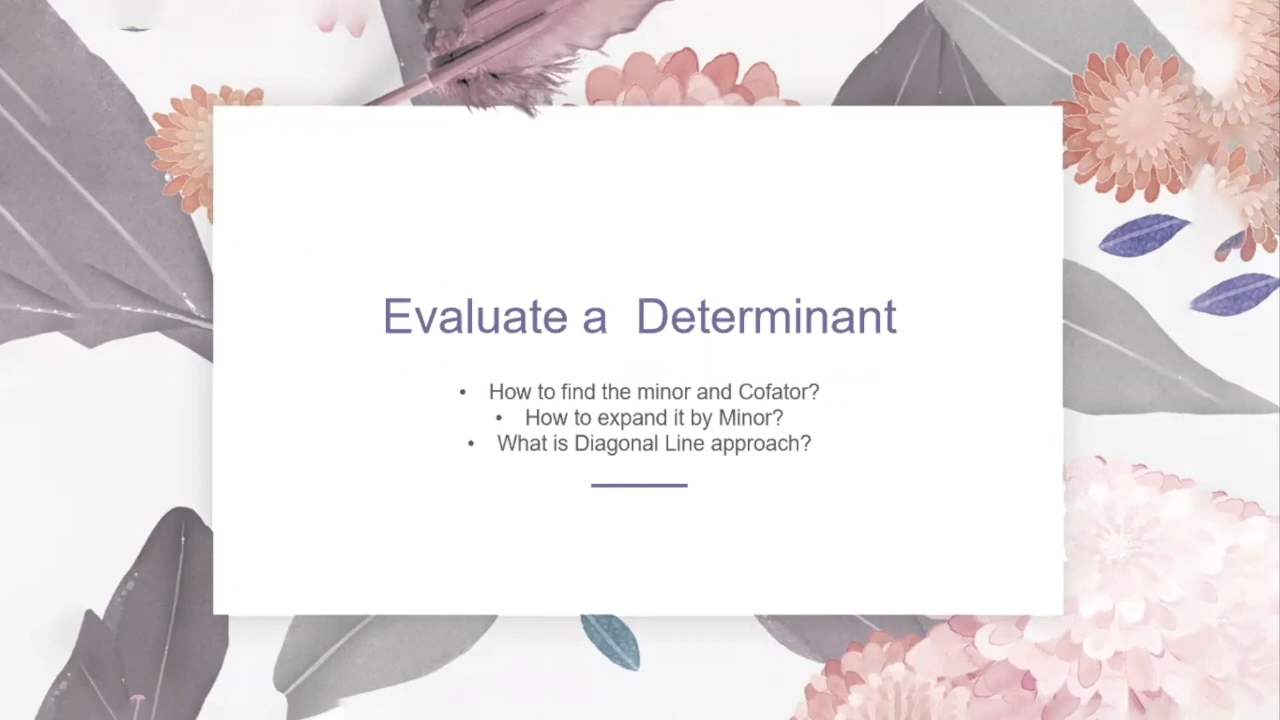 Evaluate a  Determinant
• How to find the minor and Cofator?
• How to expand it by Minor?
• What is Diagonal Line approach?